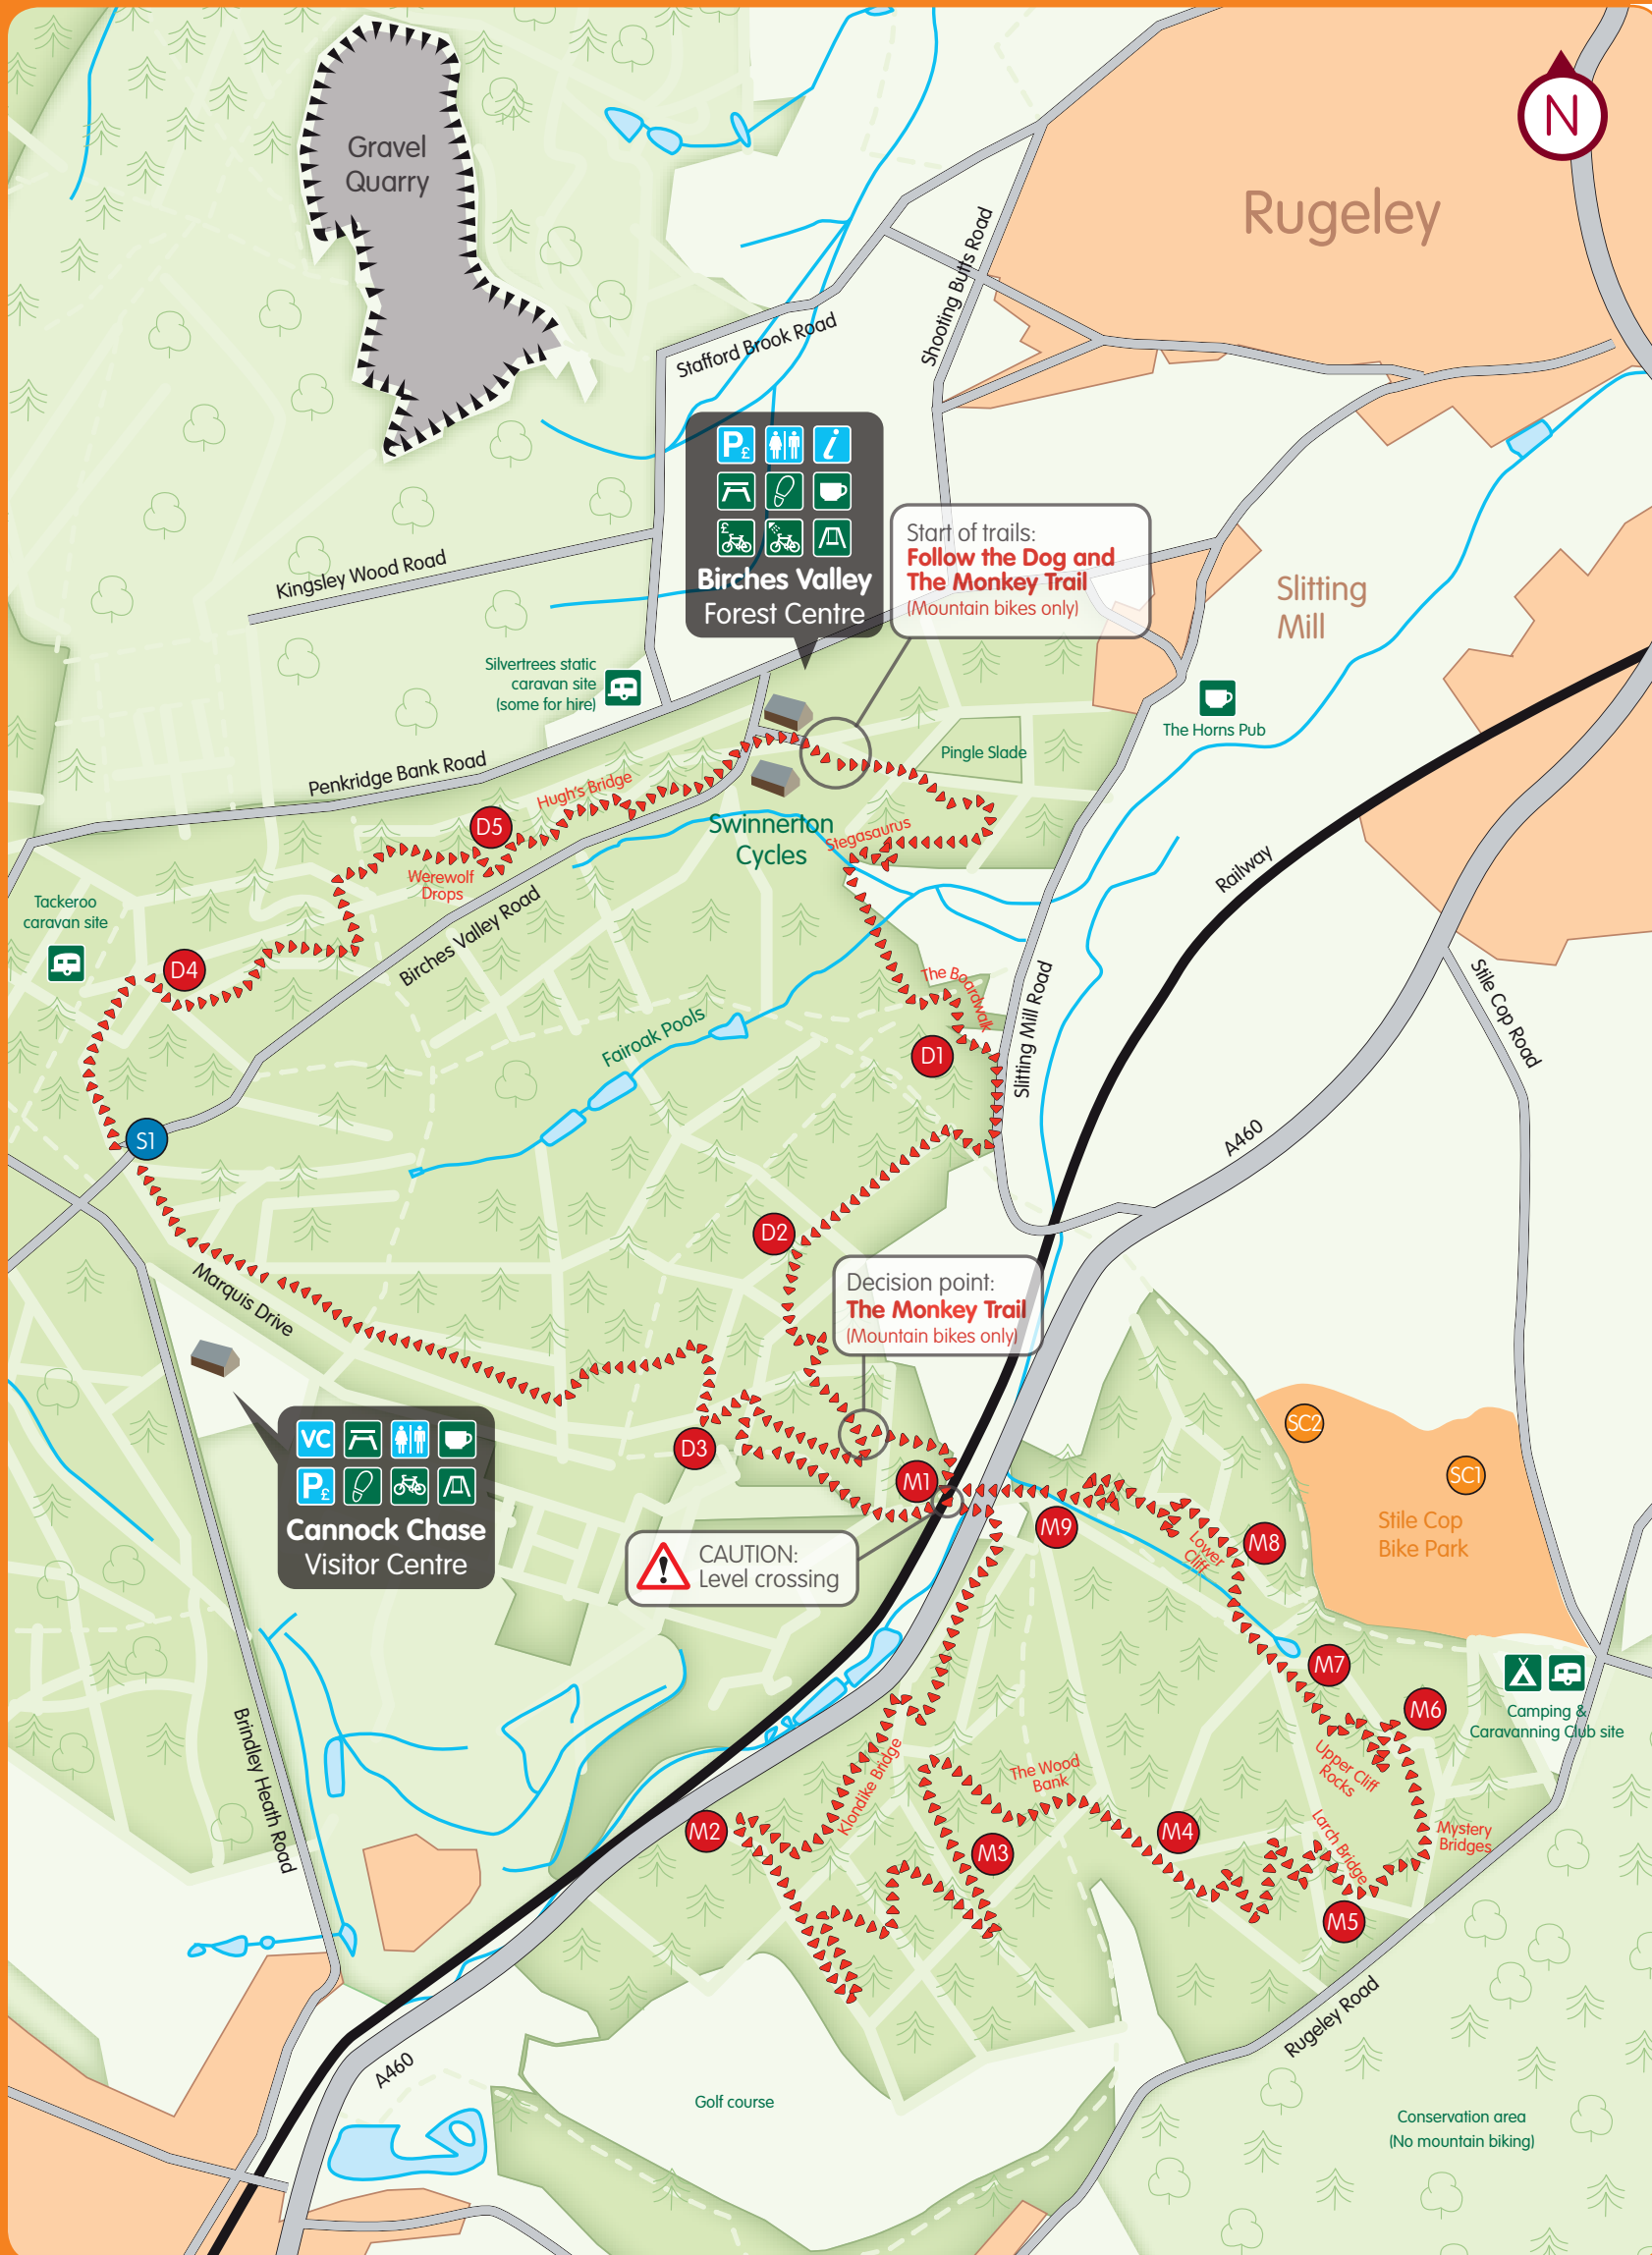 N
Gravel
Quarry
Rugeley
Shooting Butts Road
Stafford Brook Road
P£
i
£
Birches Valley
Forest Centre
Start of trails:
Follow the Dog and
The Monkey Trail
(Mountain bikes only)
Kingsley Wood Road
Slitting
Mill
Silvertrees static
caravan site
(some for hire)
The Horns Pub
Pingle Slade
Penkridge Bank Road
Hugh's Bridge
D5
Swinnerton
Cycles
Stegasaurus
Werewolf
Drops
Railway
Tackeroo
caravan site
D4
Birches Valley Road
The Boardwalk
Stile Cop Road
Fairoak Pools
D1
Slitting Mill Road
S1
A460
D2
Marquis Drive
Decision point:
The Monkey Trail
(Mountain bikes only)
SC2
SC1
Stile Cop
Bike Park
VC
P£
Cannock Chase
Visitor Centre
D3
M1
M9
M8
Lower
Cliff
CAUTION:
Level crossing
M7
M6
Camping &
Caravanning Club site
Upper Cliff
Rocks
Brindley Heath Road
Klondike Bridge
The Wood
Bank
M2
M3
M4
Larch Bridge
Mystery
Bridges
M5
Rugeley Road
A460
Golf course
Conservation area
(No mountain biking)